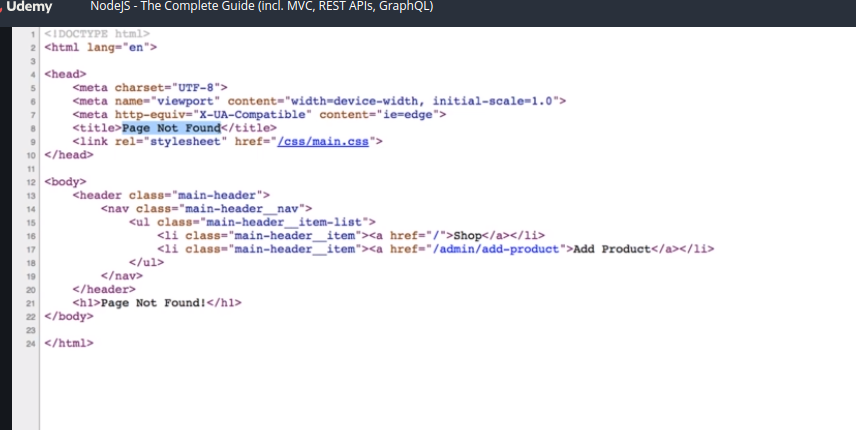 Udemy NodeJS - The Complete Guide (incl. MVC, REST APIs, GraphQL)
1 <!DOCTYPE html>
2 <html lang="en">
3
4 <head>
5     <meta charset="UTF-8">
6     <meta name="viewport" content="width=device-width, initial-scale=1.0">
7     <meta http-equiv="X-UA-Compatible" content="ie=edge">
8     <title>Page Not Found</title>
9     <link rel="stylesheet" href="/css/main.css">
10 </head>
11
12 <body>
13     <header class="main-header">
14         <nav class="main-header__nav">
15             <ul class="main-header__item-list">
16                 <li class="main-header__item"><a href="/">Shop</a></li>
17                 <li class="main-header__item"><a href="/admin/add-product">Add Product</a></li>
18             </ul>
19         </nav>
20     </header>
21     <h1>Page Not Found!</h1>
22 </body>
23
24 </html>